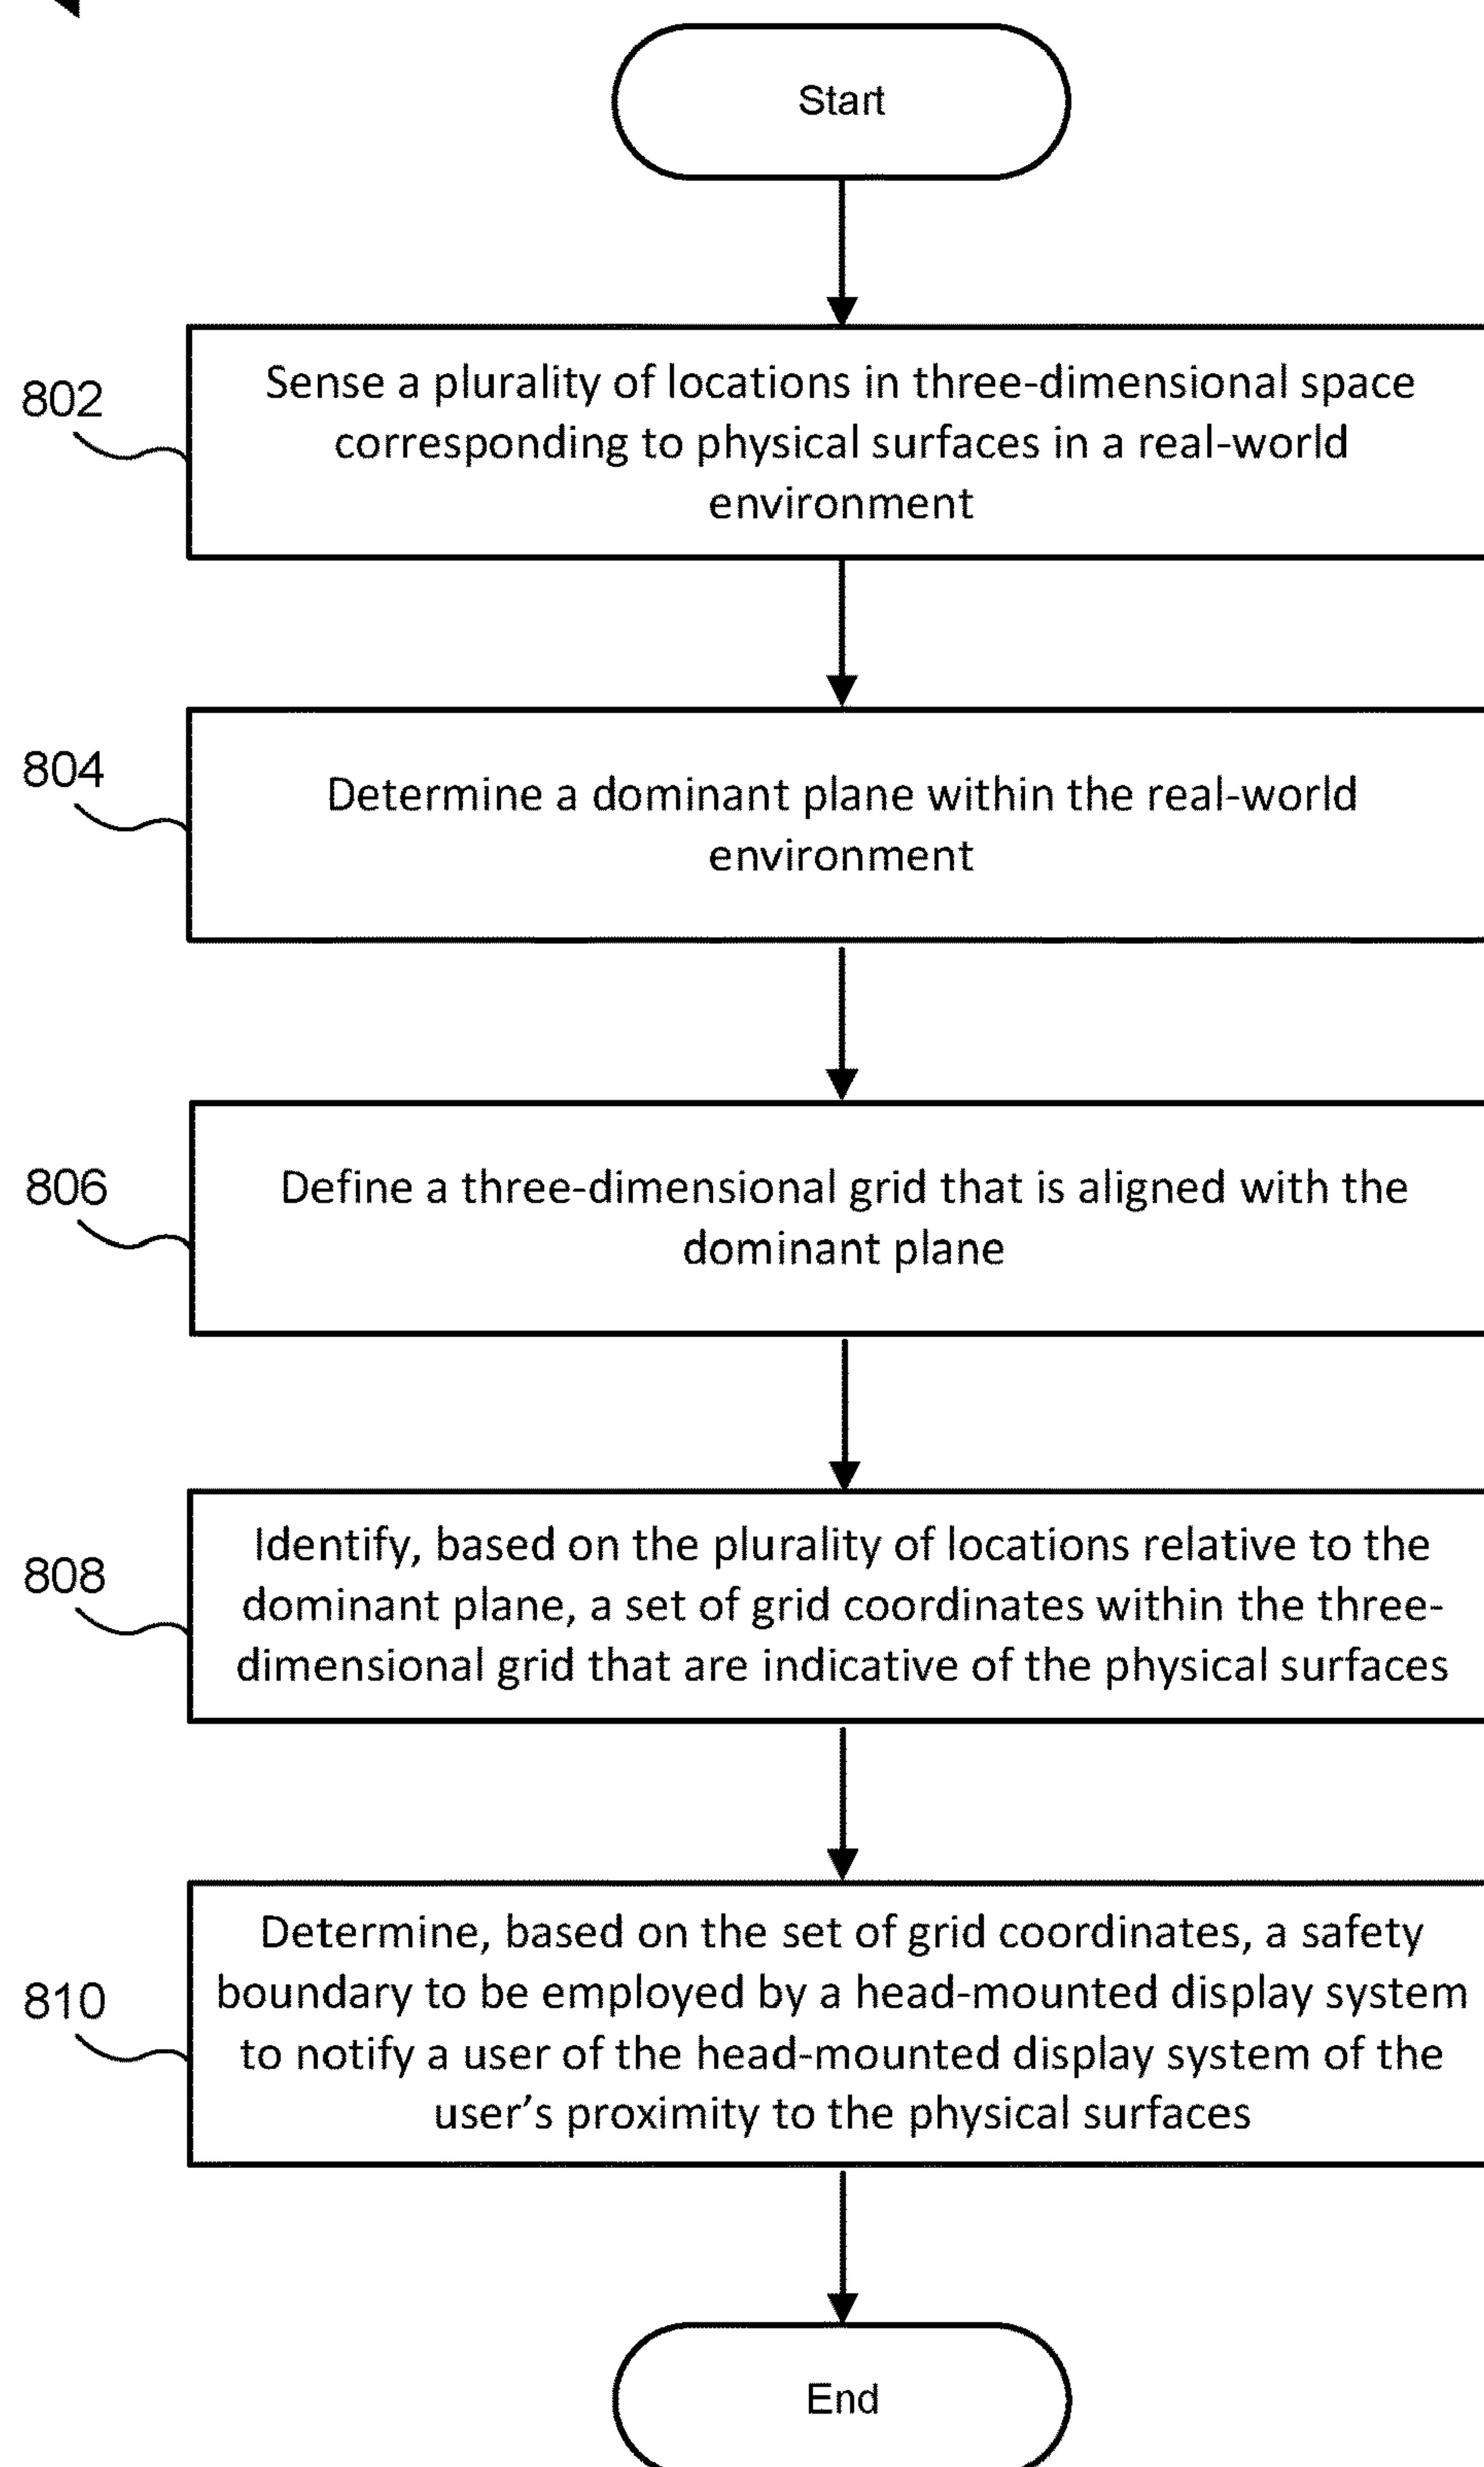 Start
802
Sense a plurality of locations in three-dimensional space
corresponding to physical surfaces in a real-world
environment
804
Determine a dominant plane within the real-world
environment
806
Define a three-dimensional grid that is aligned with the
dominant plane
808
Identify, based on the plurality of locations relative to the
dominant plane, a set of grid coordinates within the three-
dimensional grid that are indicative of the physical surfaces
810
Determine, based on the set of grid coordinates, a safety
boundary to be employed by a head-mounted display system
to notify a user of the head-mounted display system of the
user’s proximity to the physical surfaces
End